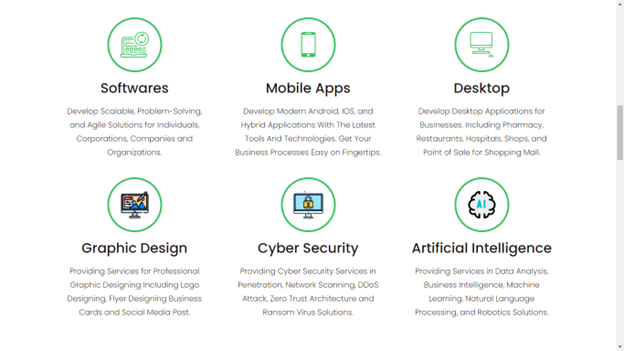 Softwares
Develop Scalable, Problem-Solving,
and Agile Solutions for Individuals,
Corporations, Companies and
Organizations.
Mobile Apps
Develop Modern Android, iOS, and
Hybrid Applications With The Latest
Tools And Technologies. Get Your
Business Processes Easy on Fingertips.
Desktop
Develop Desktop Applications for
Businesses. Including Pharmacy,
Restaurants, Hospitals, Shops, and
Point of Sale for Shopping Mall.
Graphic Design
Providing Services for Professional
Graphic Designing Including Logo
Designing, Flyer Designing Business
Cards and Social Media Post.
Cyber Security
Providing Cyber Security Services in
Penetration, Network Scanning, DDoS
Attack, Zero Trust Architecture and
Ransom Virus Solutions.
AI
Artificial Intelligence
Providing Services in Data Analysis,
Business Intelligence, Machine
Learning, Natural Language
Processing, and Robotics Solutions.